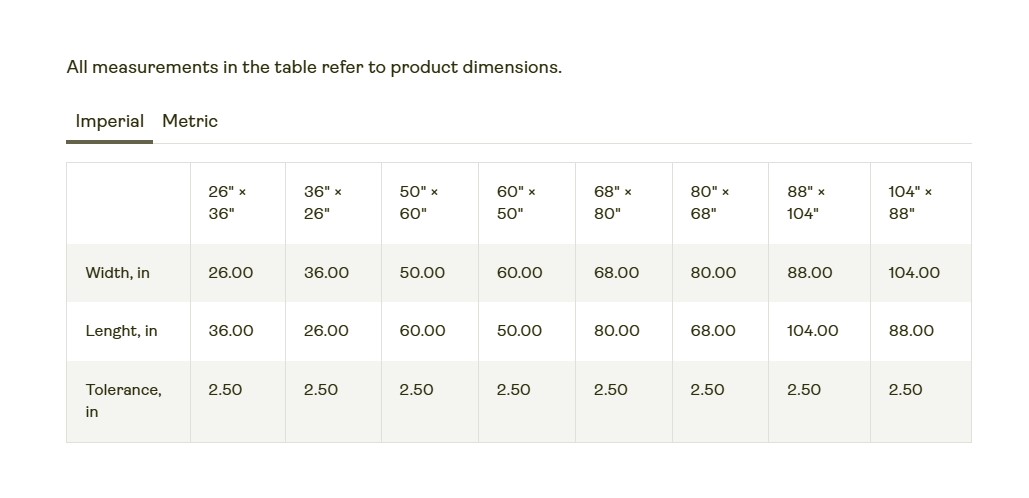 All measurements in the table refer to product dimensions.
Imperial Metric
26" × 36" 50" × 60" × 68" × 80" × 88" × 104" ×
36" 26" 60" 50" 80" 68" 104" 88"
Width, in 26.00 36.00 50.00 60.00 68.00 80.00 88.00 104.00
Lenght, in 36.00 26.00 60.00 50.00 80.00 68.00 104.00 88.00
Tolerance, 2.50 2.50 2.50 2.50 2.50 2.50 2.50 2.50
in